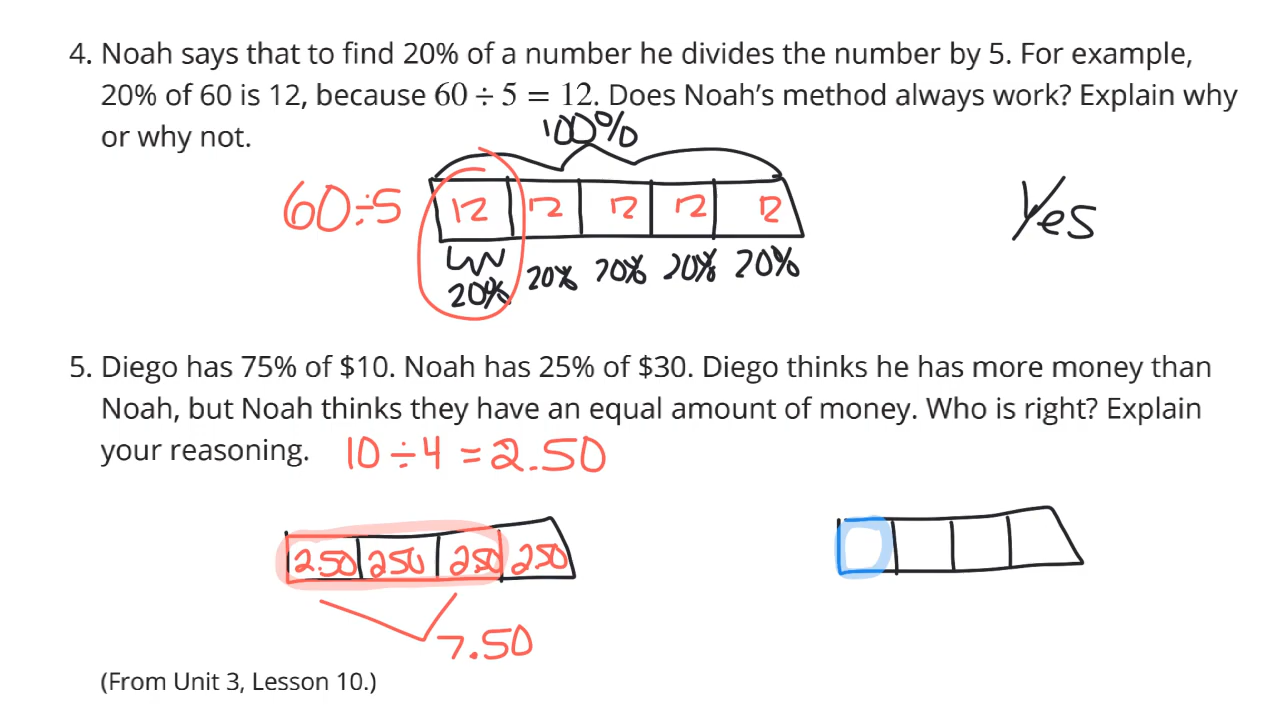 4. Noah says that to find 20% of a number he divides the number by 5. For example,
20% of 60 is 12, because 60 ÷ 5 = 12. Does Noah's method always work? Explain why
or why not.
100%
60÷5
12 12 12 12 12
Yes
20% 20% 20% 20% 20%
5. Diego has 75% of $10. Noah has 25% of $30. Diego thinks he has more money than
Noah, but Noah thinks they have an equal amount of money. Who is right? Explain
your reasoning.
10 ÷ 4 = 2.50
2.50 250 2.50 250
7.50
(From Unit 3, Lesson 10.)